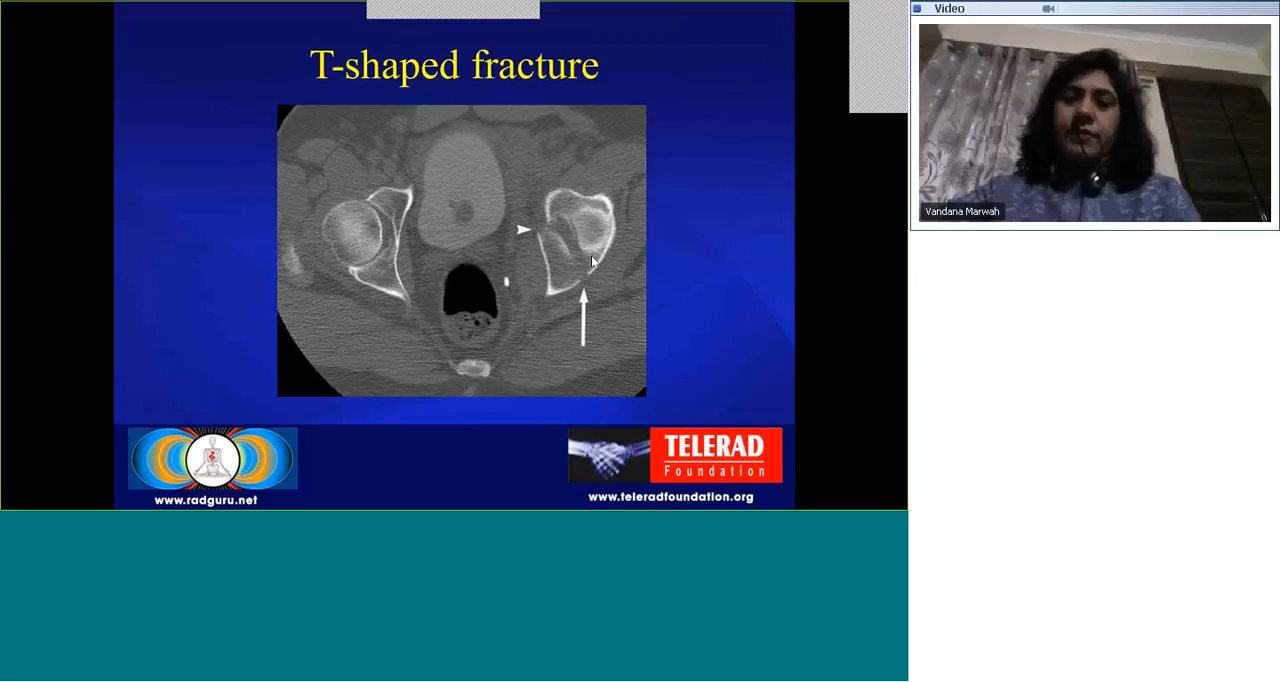 Video
T-shaped fracture
Vandana Marwah
TELERAD
Foundation
www.radguru.net
www.teleradfoundation.org